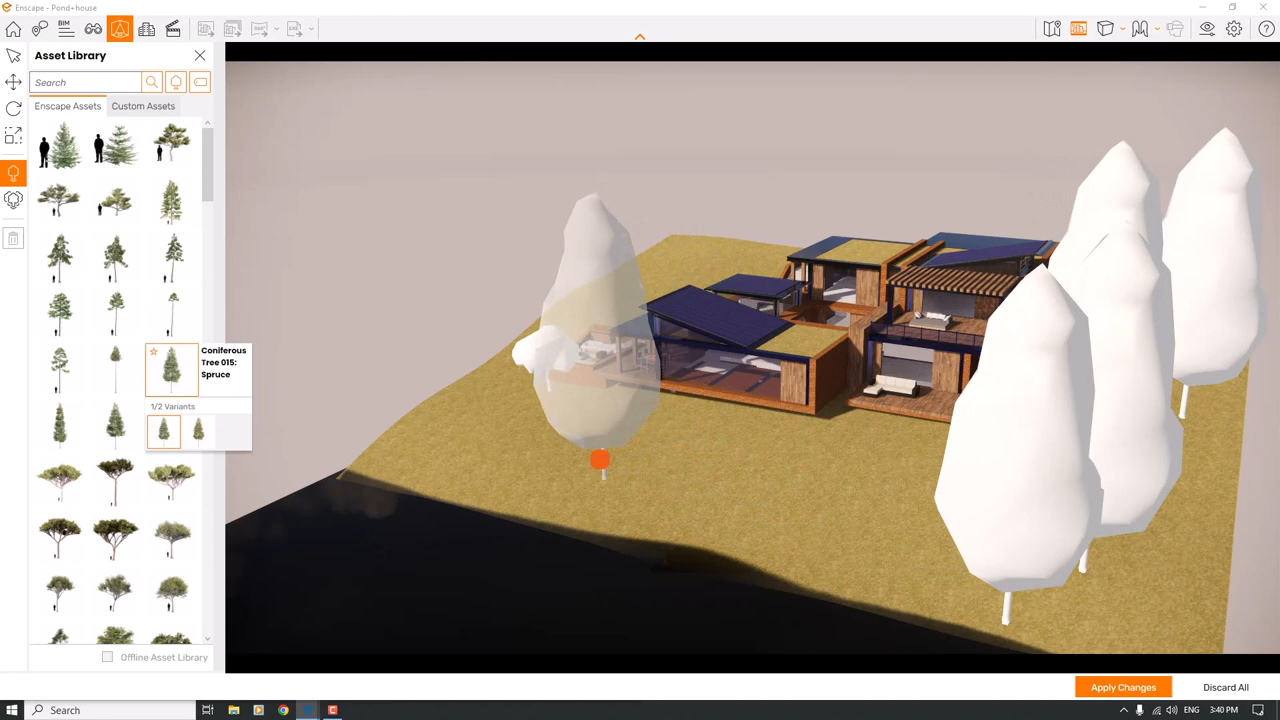 Enscape - Pond+house
BIM
Asset Library
Search
Enscape Assets
Custom Assets
Coniferous
Tree 015:
Spruce
1/2 Variants
Offline Asset Library
Apply Changes
Discard All
Search
ENG
3:40 PM